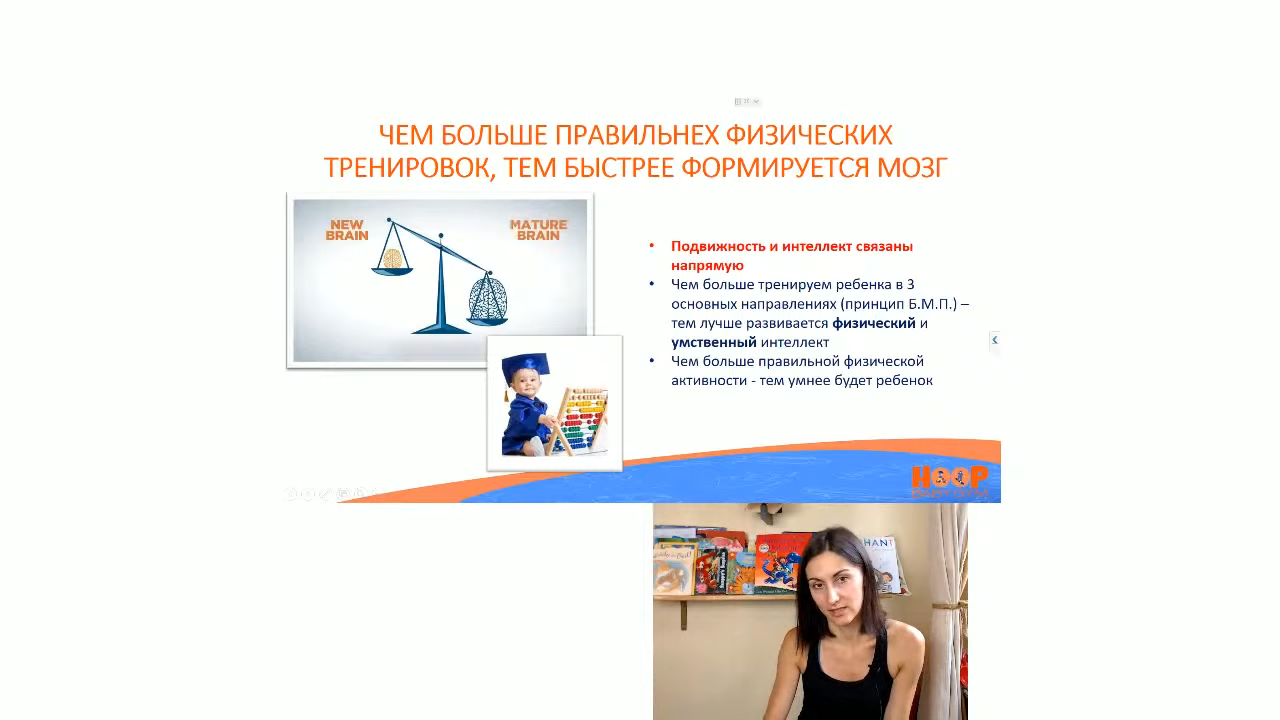 ЧЕМ БОЛЬШЕ ПРАВИЛЬНЕХ ФИЗИЧЕСКИХ
ТРЕНИРОВОК, ТЕМ БЫСТРЕЕ ФОРМИРУЕТСЯ МОЗГ
NEW
BRAIN
MATURE
BRAIN
• Подвижность и интеллект связаны
напрямую
• Чем больше тренируем ребенка в 3
основных направлениях (принцип Б.М.П.) –
тем лучше развивается физический и
умственный интеллект
• Чем больше правильной физической
активности - тем умнее будет ребенок
HOOP
BABY GYM